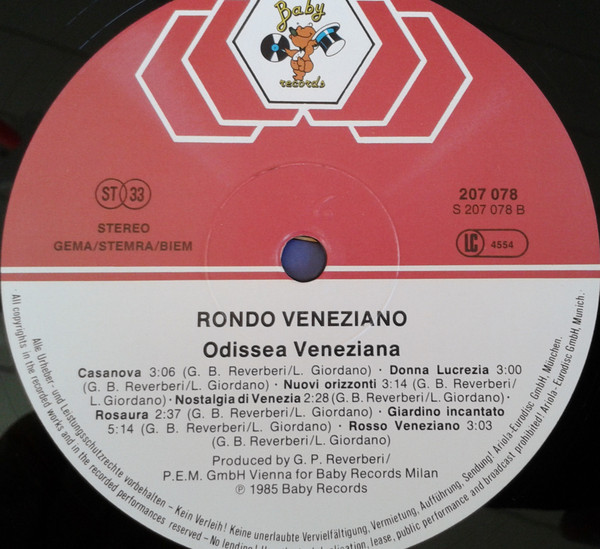 Baby
records
ST 33
STEREO
GEMA/STEMRA/BIEM
207 078
S 207 078 B
LC 4554
RONDO VENEZIANO
Odissea Veneziana
Casanova 3:06 (G. B. Reverberi/L. Giordano) · Donna Lucrezia 3:00
(G. B. Reverberi/L. Giordano) · Nuovi orizzonti 3:14 (G. B. Reverberi/
L. Giordano) · Nostalgia di Venezia 2:28 (G. B. Reverberi/L. Giordano) ·
Rosaura 2:37 (G. B. Reverberi/L. Giordano) · Giardino incantato
5:14 (G. B. Reverberi/L. Giordano) · Rosso Veneziano 3:03
(G. B. Reverberi/L. Giordano)
Produced by G. P. Reverberi/
P.E.M. GmbH Vienna for Baby Records Milan
℗ 1985 Baby Records
Alle Urheber- und Leistungsschutzrechte vorbehalten – Kein Verleih! Keine unerlaubte Vervielfältigung, Vermietung, Aufführung, Sendung! Ariola-Eurodisc GmbH, München.
All copyrights in the recorded works and in the recorded performances reserved – No lending! lease, public performance and broadcast prohibited! Ariola-Eurodisc GmbH, Munich.